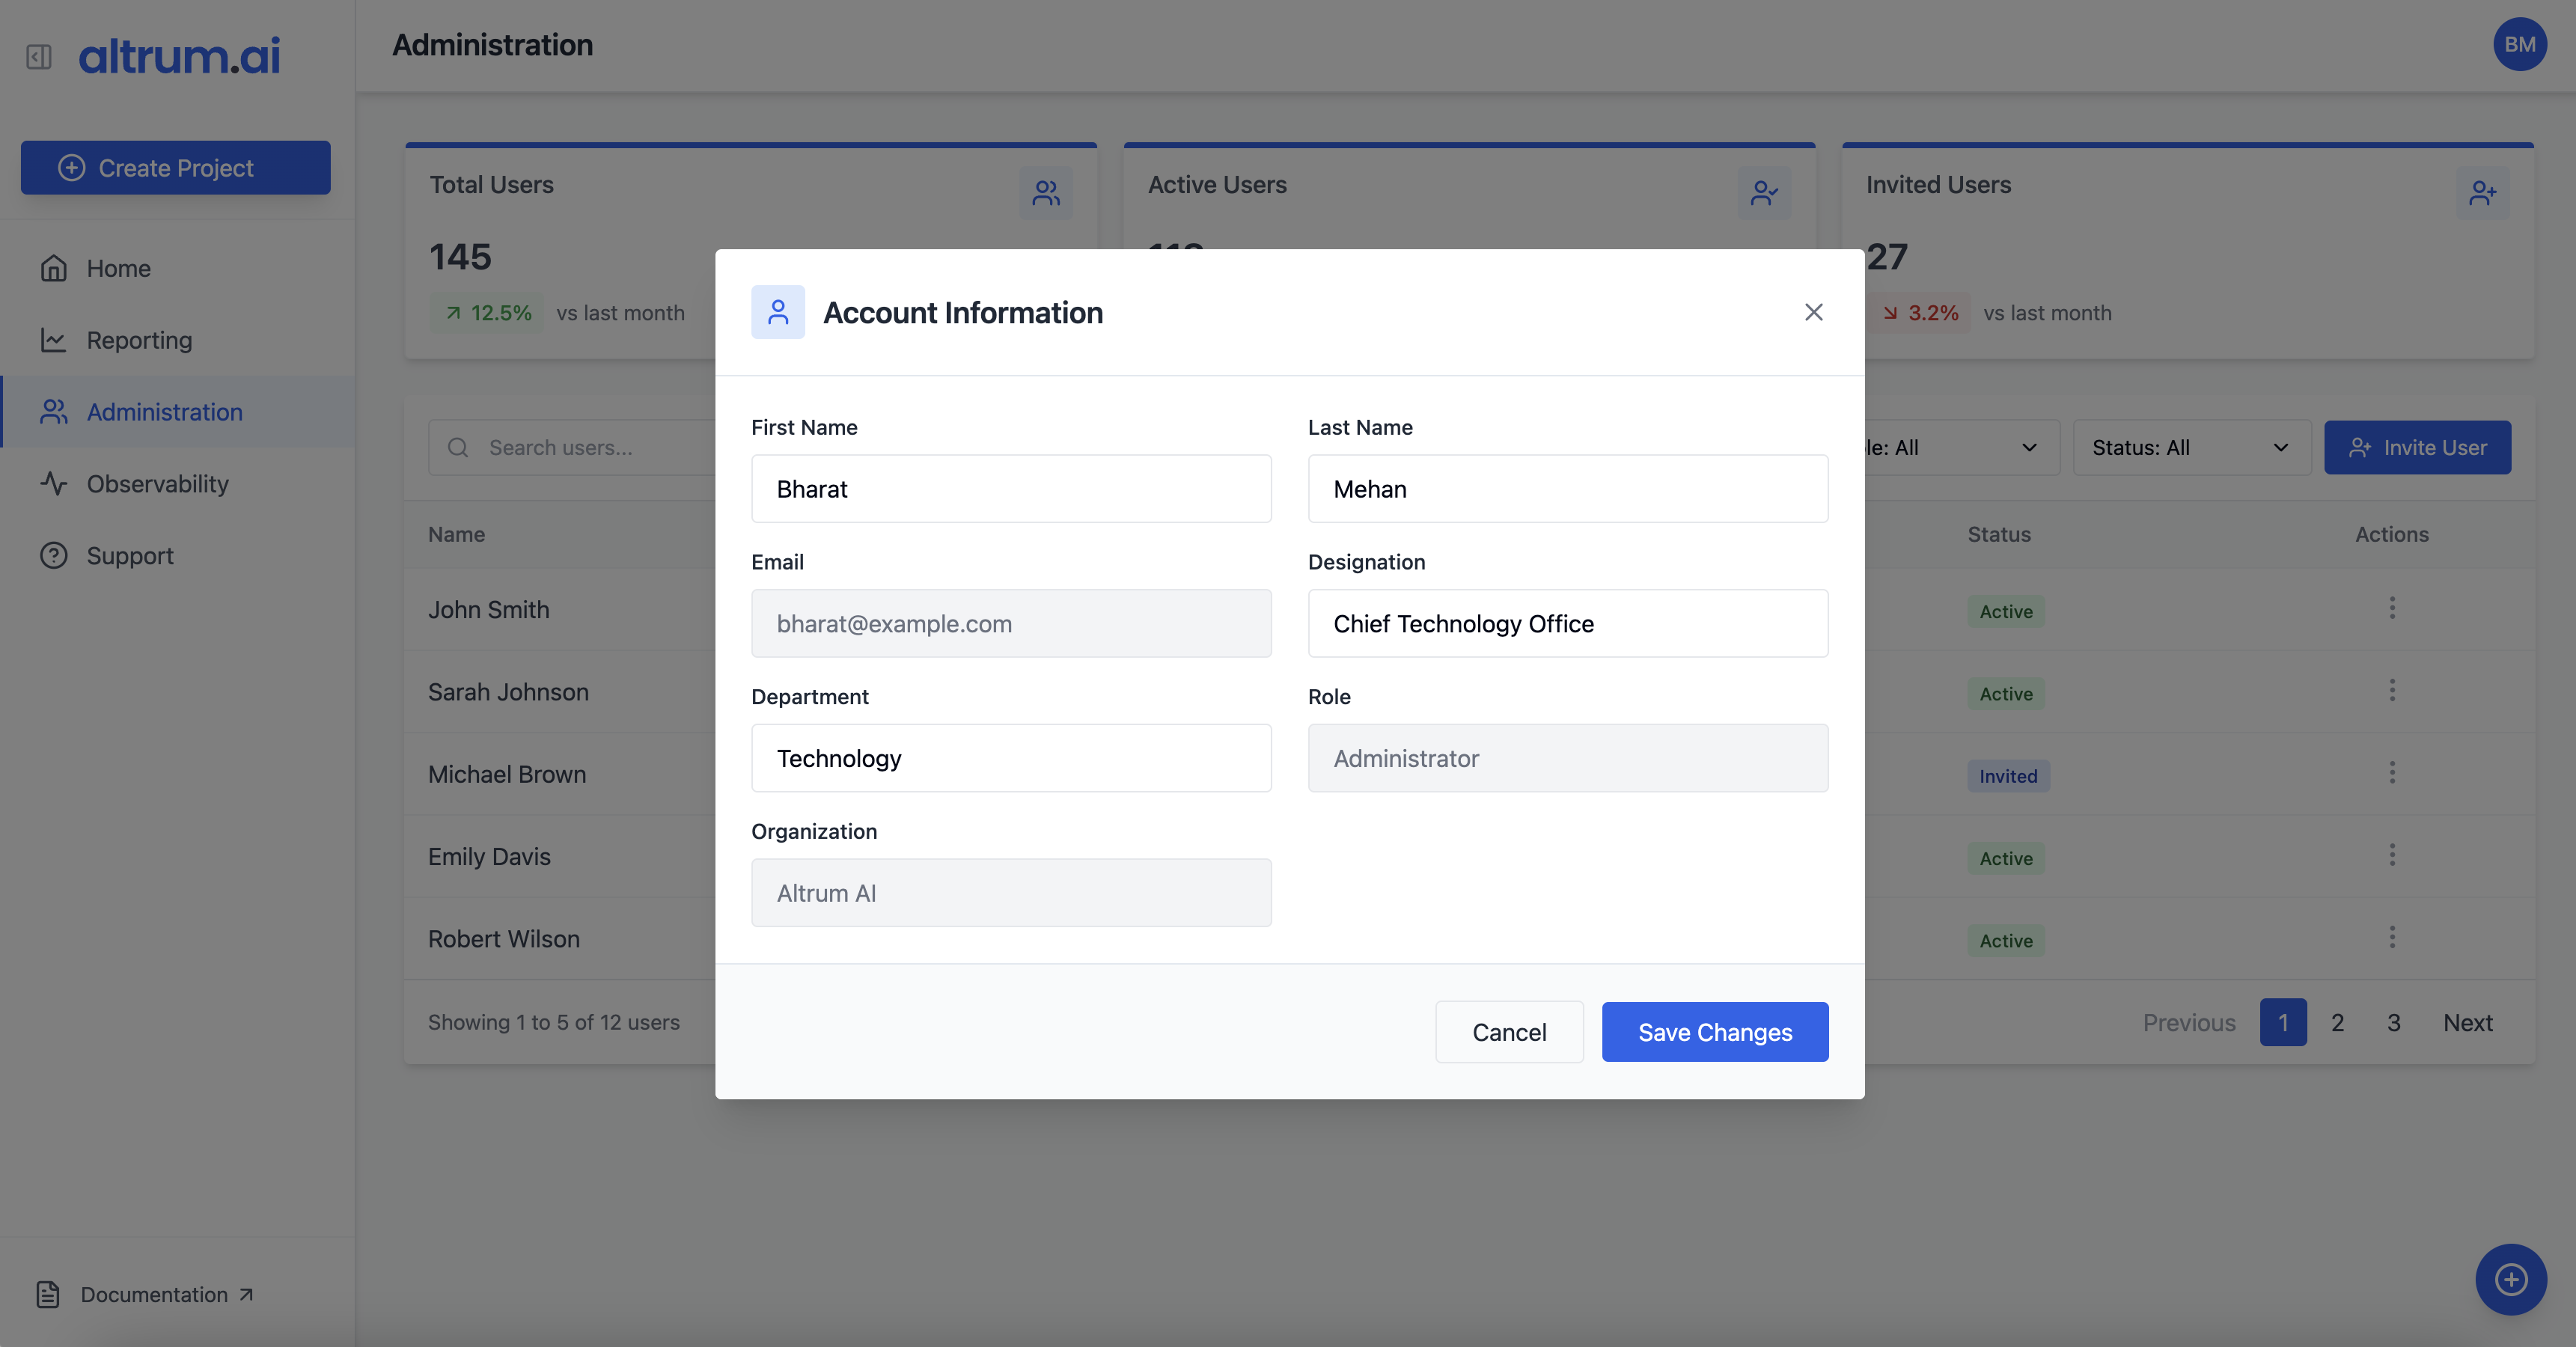 altrum.ai
Administration
BM
Create Project
Home
Reporting
Administration
Observability
Support
Documentation
Total Users
145
12.5% vs last month
Active Users
Invited Users
27
3.2% vs last month
Search users...
Status: All
Invite User
Name
Status
Actions
John Smith
Active
Sarah Johnson
Active
Michael Brown
Invited
Emily Davis
Active
Robert Wilson
Active
Showing 1 to 5 of 12 users
Previous 1 2 3 Next
Account Information
First Name
Bharat
Last Name
Mehan
Email
bharat@example.com
Designation
Chief Technology Office
Department
Technology
Role
Administrator
Organization
Altrum AI
Cancel
Save Changes